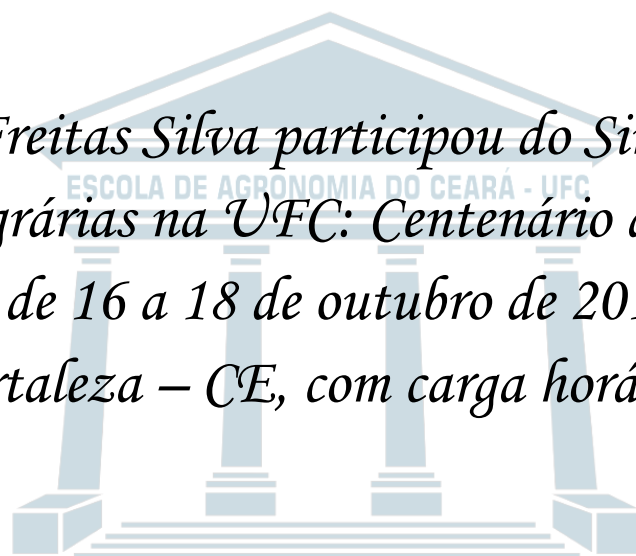 Freitas Silva participou do Si
ESCOLA DE AGRONOMIA DO CEARÁ - UFC
grárias na UFC: Centenário
de 16 a 18 de outubro de 201
rtaleza – CE, com carga horá